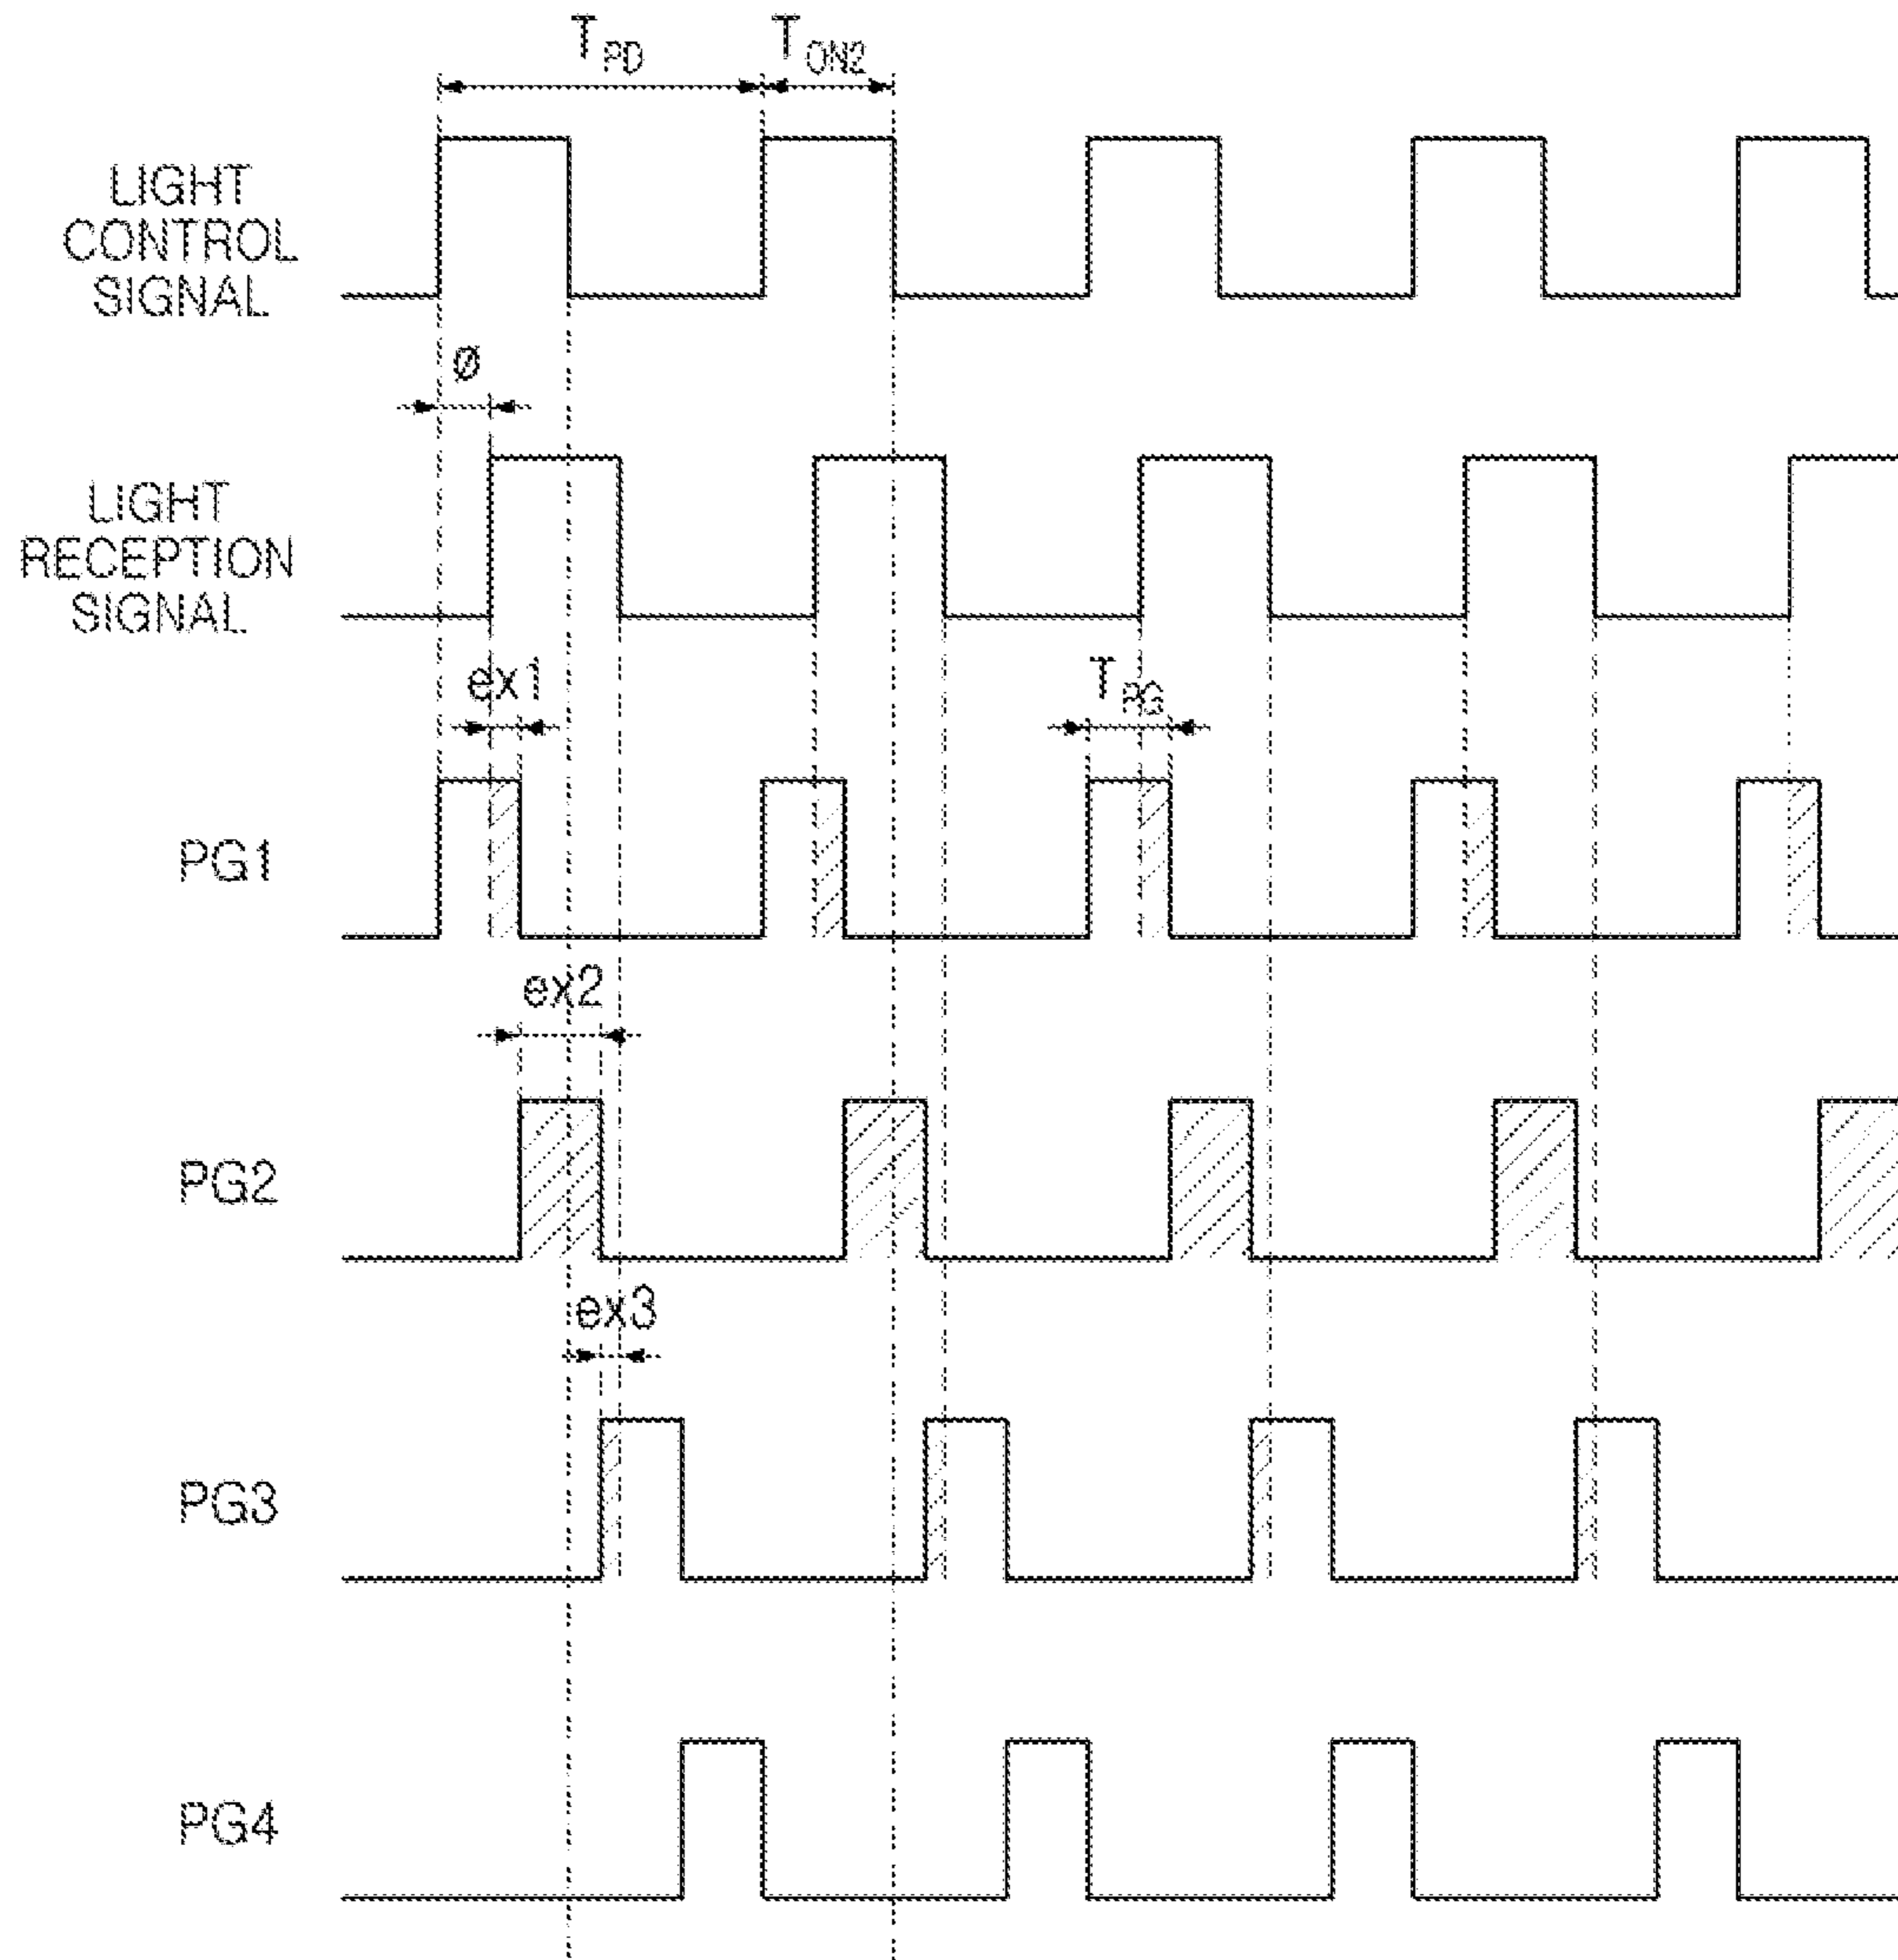 T_PD T_ON2
LIGHT
CONTROL
SIGNAL
Ø
LIGHT
RECEPTION
SIGNAL
ex1
T_PG
PG1
ex2
PG2
ex3
PG3
PG4